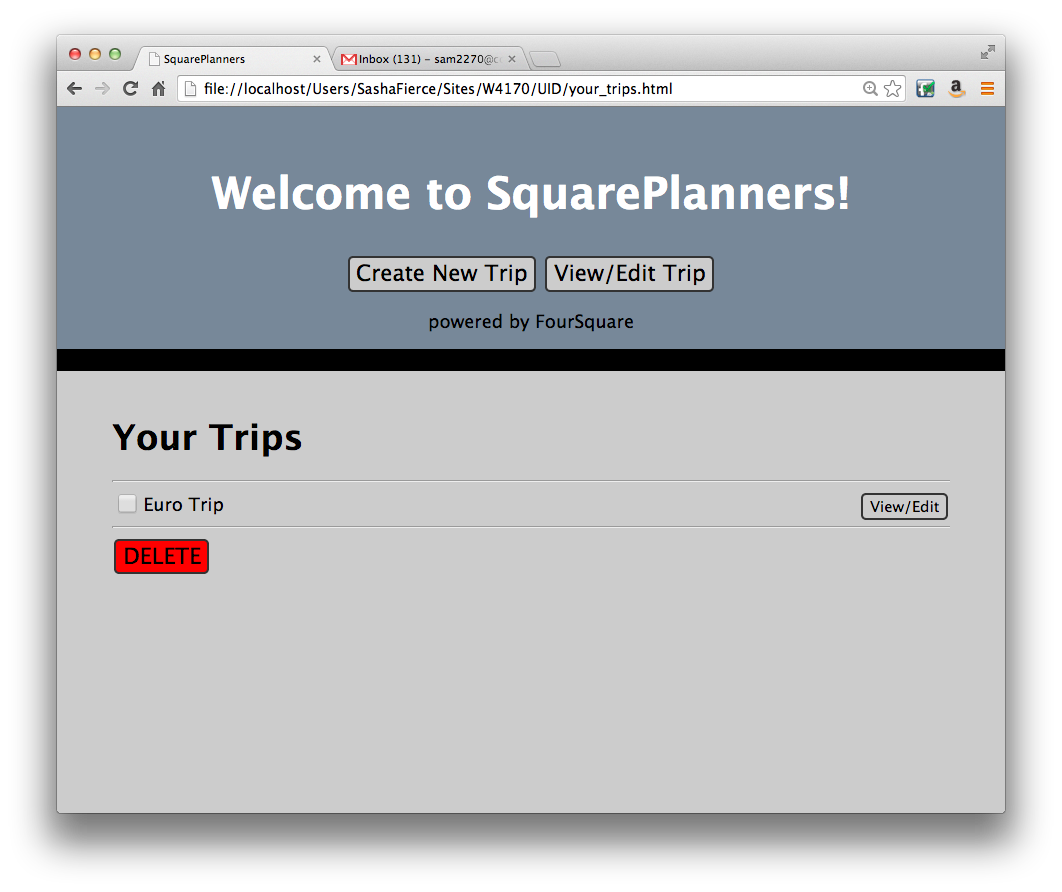 SquarePlanners
Inbox (131) – sam2270@c
file://localhost/Users/SashaFierce/Sites/W4170/UID/your_trips.html
Welcome to SquarePlanners!
Create New Trip View/Edit Trip
powered by FourSquare
Your Trips
Euro Trip View/Edit
DELETE